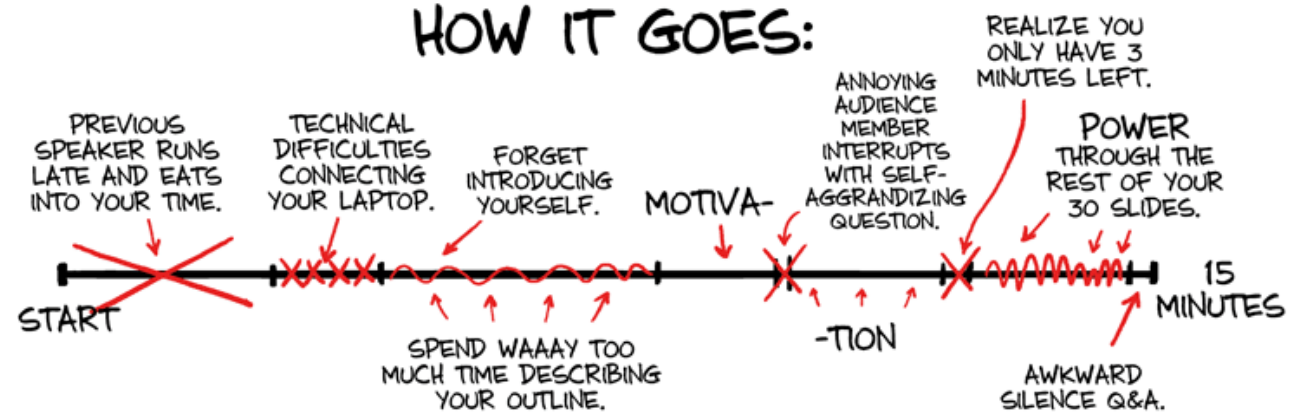 HOW IT GOES:
PREVIOUS
SPEAKER RUNS
LATE AND EATS
INTO YOUR TIME.
TECHNICAL
DIFFICULTIES
CONNECTING
YOUR LAPTOP.
FORGET
INTRODUCING
YOURSELF.
MOTIVA-
ANNOYING
AUDIENCE
MEMBER
INTERRUPTS
WITH SELF-
AGGRANDIZING
QUESTION.
REALIZE YOU
ONLY HAVE 3
MINUTES LEFT.
POWER
THROUGH THE
REST OF YOUR
30 SLIDES.
START
SPEND WAAAY TOO
MUCH TIME DESCRIBING
YOUR OUTLINE.
-TION
AWKWARD
SILENCE Q&A.
15
MINUTES